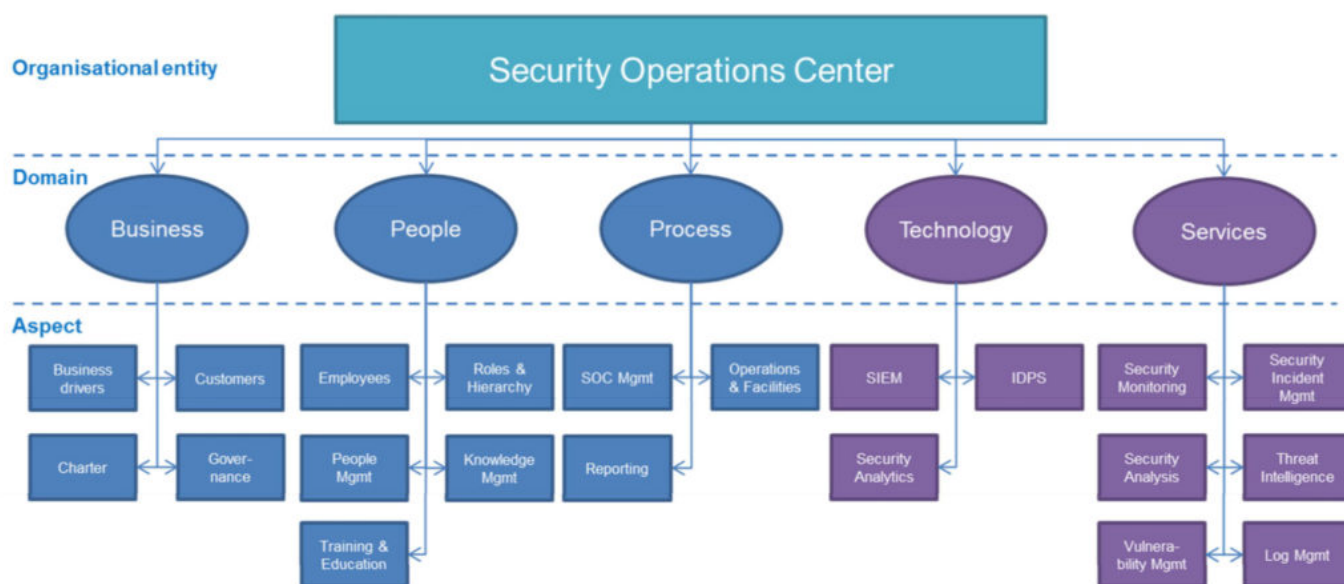 Organisational entity
Security Operations Center
Domain
Business
People
Process
Technology
Services
Aspect
Business
drivers
Customers
Employees
Roles &
Hierarchy
SOC Mgmt
Operations
& Facilities
SIEM
IDPS
Security
Monitoring
Security
Incident
Mgmt
Charter
Gover-
nance
People
Mgmt
Knowledge
Mgmt
Reporting
Security
Analytics
Security
Analysis
Threat
Intelligence
Training &
Education
Vulnera-
bility Mgmt
Log Mgmt